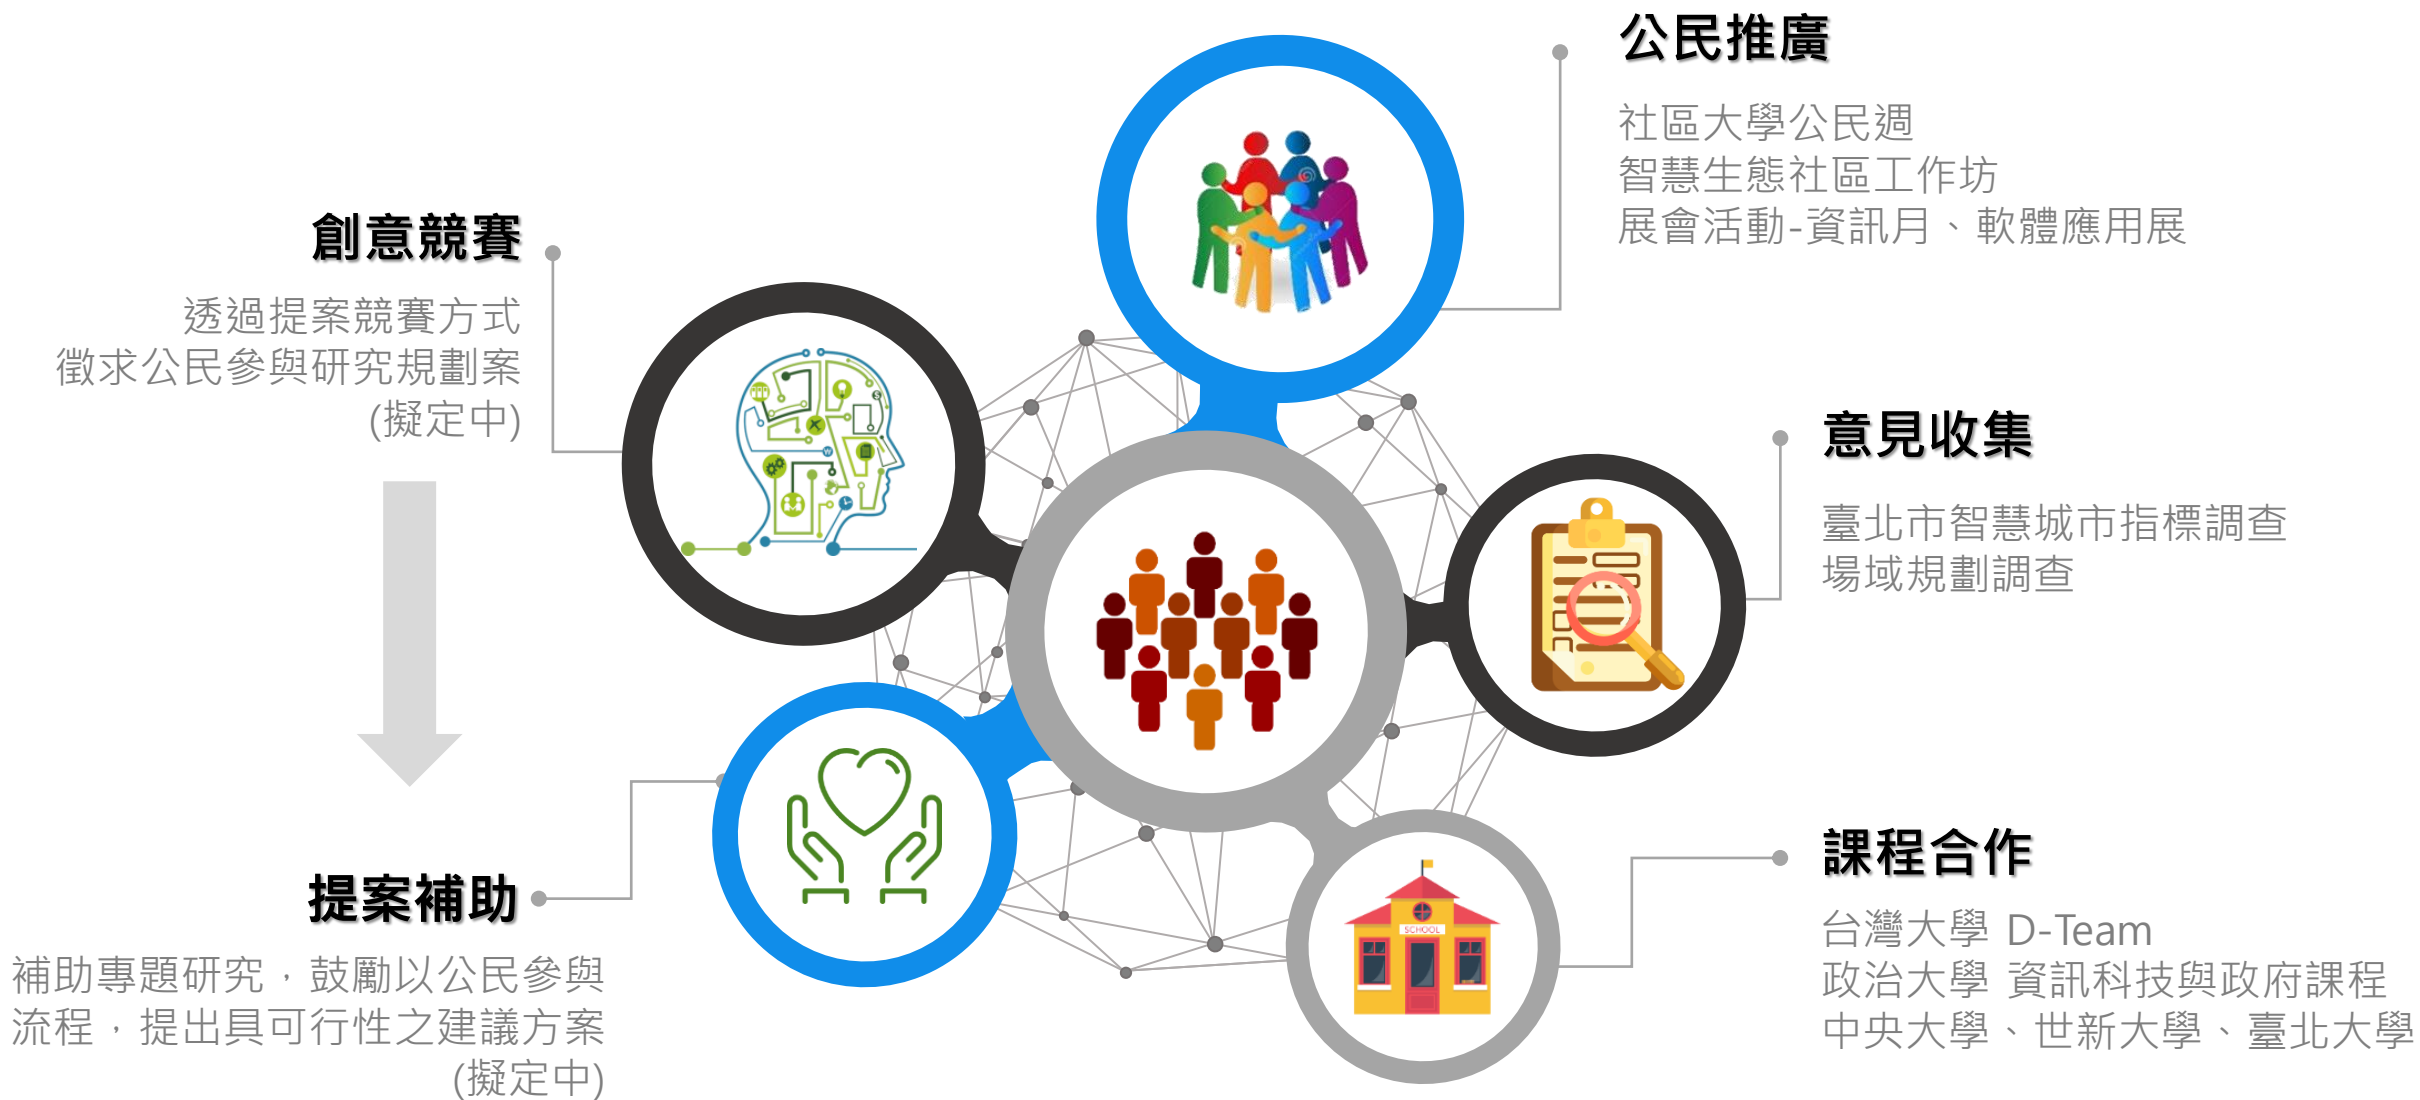 公民推廣
社區大學公民週
智慧生態社區工作坊
展會活動-資訊月、軟體應用展
創意競賽
透過提案競賽方式
徵求公民參與研究規劃案
(擬定中)
意見收集
臺北市智慧城市指標調查
場域規劃調查
提案補助
補助專題研究，鼓勵以公民參與
流程，提出具可行性之建議方案
(擬定中)
課程合作
台灣大學 D-Team
政治大學 資訊科技與政府課程
中央大學、世新大學、臺北大學
SCHOOL